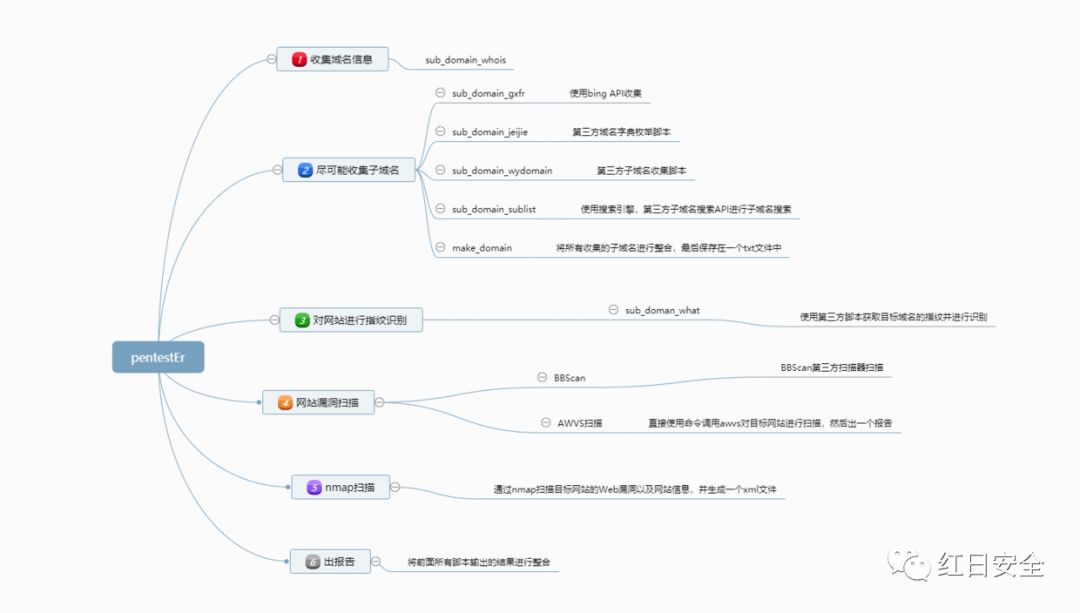 pentestEr
1 收集域名信息
sub_domain_whois
2 尽可能收集子域名
sub_domain_gxfr 使用bing API收集
sub_domain_jeijie 第三方域名字典枚举脚本
sub_domain_wydomain 第三方子域名收集脚本
sub_domain_sublist 使用搜索引擎，第三方子域名搜索API进行子域名搜索
make_domain 将所有收集的子域名进行整合，最后保存在一个txt文件中
3 对网站进行指纹识别
sub_doman_what 使用第三方脚本获取目标域名的指纹并进行识别
4 网站漏洞扫描
BBScan BBScan第三方扫描器扫描
AWVS扫描 直接使用命令调用awvs对目标网站进行扫描，然后出一个报告
5 nmap扫描
通过nmap扫描目标网站的Web漏洞以及网站信息，并生成一个xml文件
6 出报告
将前面所有脚本输出的结果进行整合
红日安全